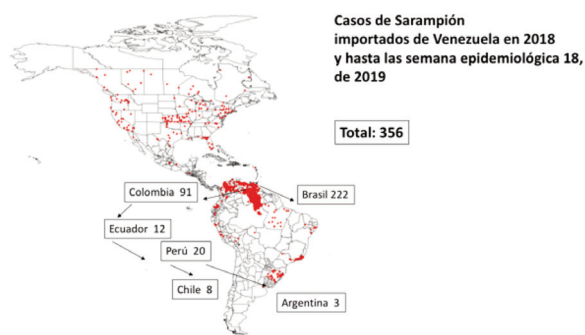 Casos de Sarampión
importados de Venezuela en 2018
y hasta las semana epidemiológica 18,
de 2019
Total: 356
Colombia 91
Brasil 222
Ecuador 12
Perú 20
Chile 8
Argentina 3